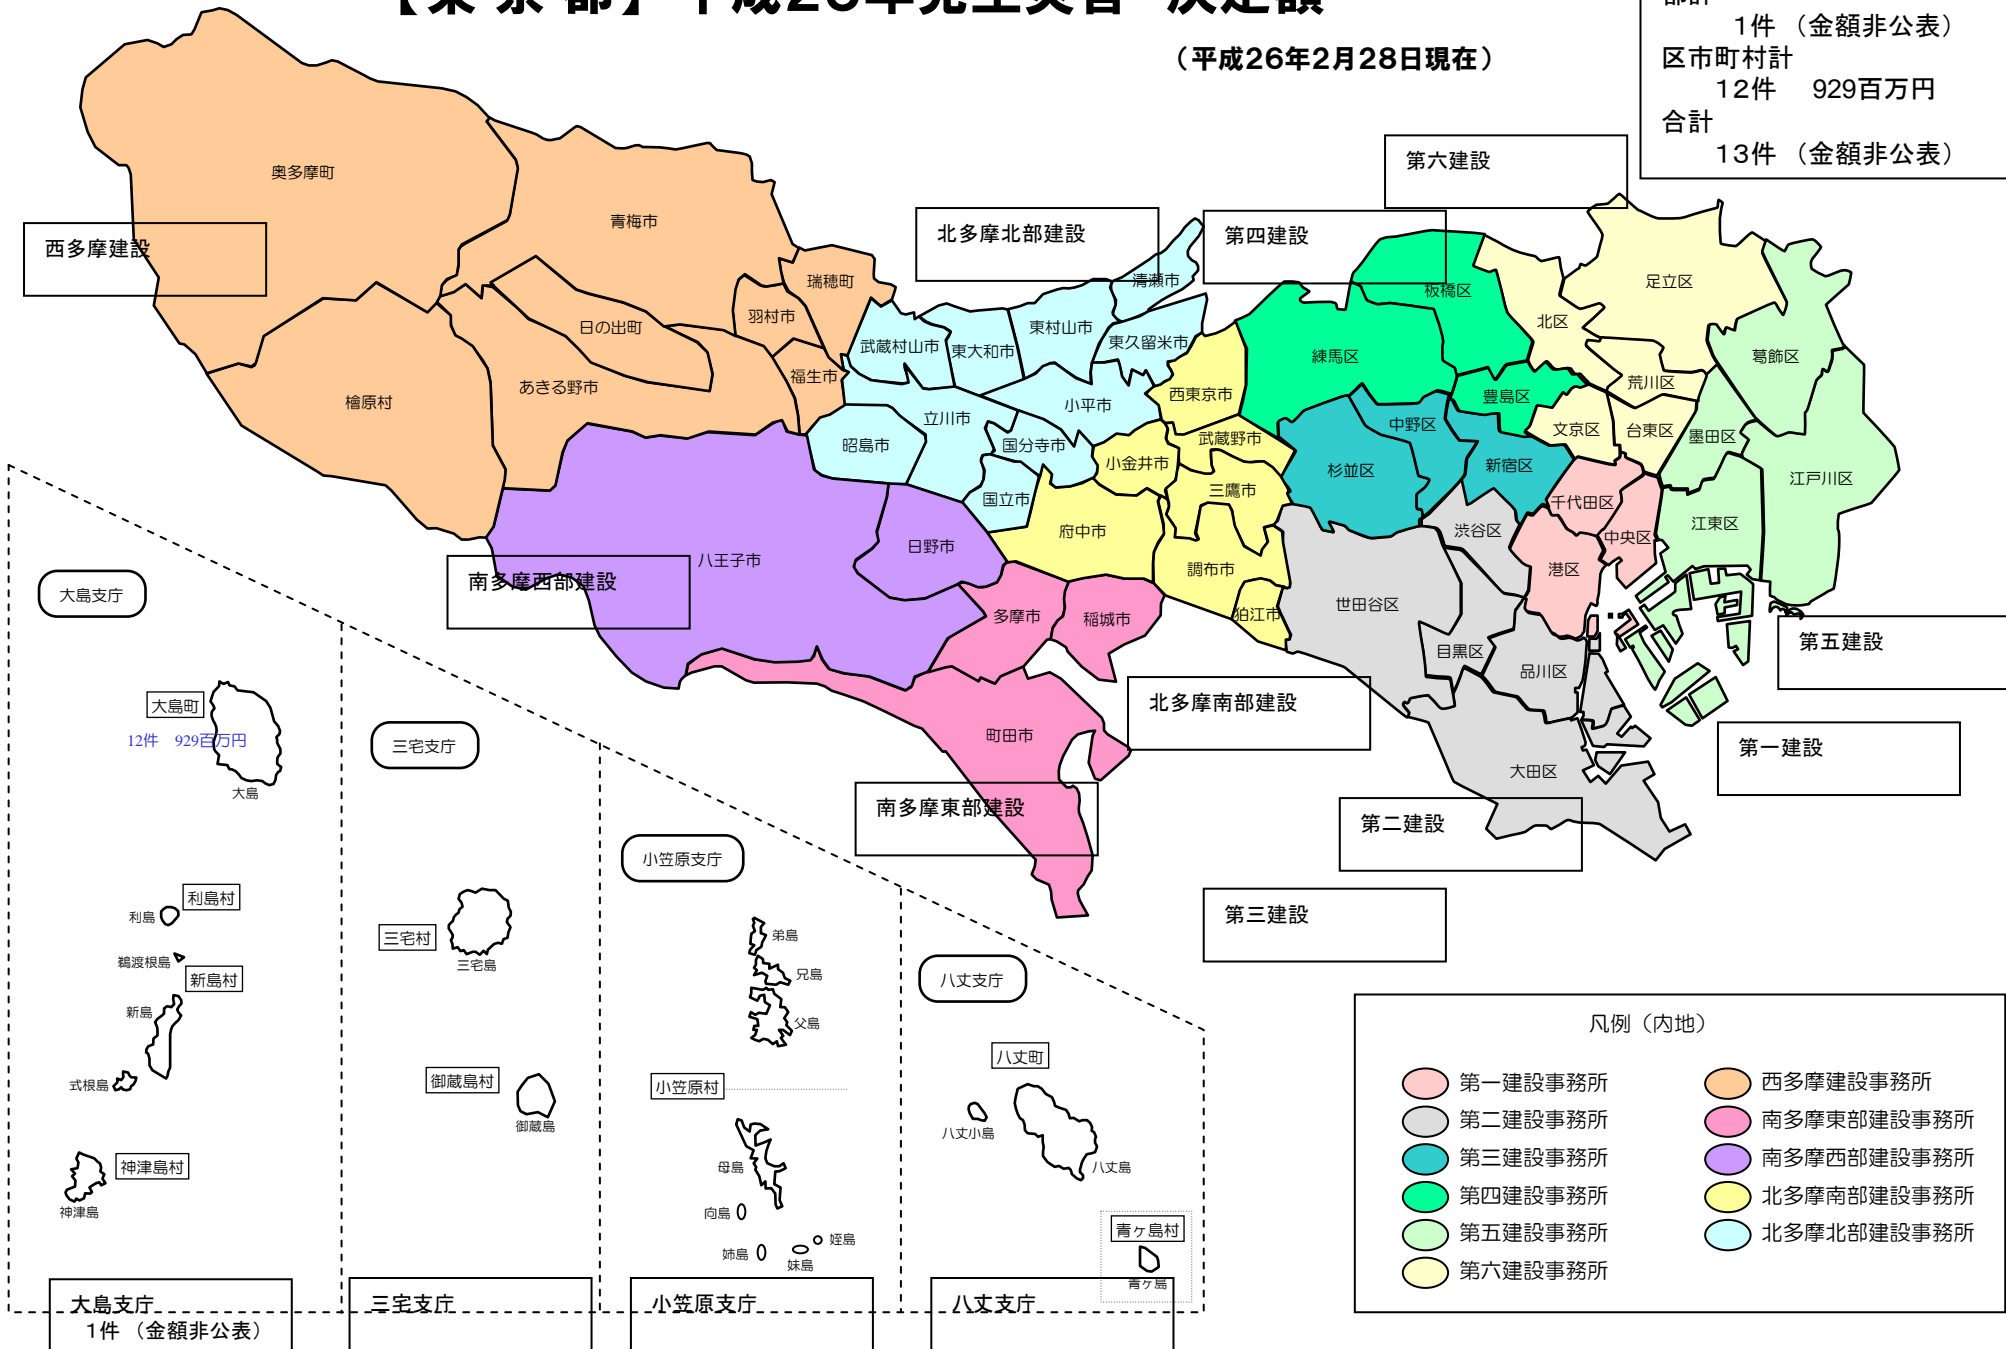 【東京都】平成25年発生災害 決定額
（平成26年2月28日現在）
都計
1件 （金額非公表）
区市町村計
12件 929百万円
合計
13件 （金額非公表）
第六建設
西多摩建設
北多摩北部建設
第四建設
奥多摩町
青梅市
瑞穂町
羽村市
日の出町
あきる野市
福生市
檜原村
清瀬市
東村山市
東久留米市
武蔵村山市
東大和市
小平市
立川市
昭島市
国分寺市
国立市
西東京市
武蔵野市
小金井市
三鷹市
府中市
調布市
狛江市
板橋区
練馬区
豊島区
北区
足立区
荒川区
文京区
台東区
葛飾区
墨田区
江戸川区
江東区
中野区
杉並区
新宿区
千代田区
中央区
港区
渋谷区
世田谷区
目黒区
品川区
大田区
八王子市
日野市
多摩市
稲城市
町田市
南多摩西部建設
北多摩南部建設
南多摩東部建設
第五建設
第一建設
第二建設
第三建設
大島支庁
大島町
12件 929百万円
大島
利島村
利島
鵜渡根島
新島村
新島
式根島
神津島村
神津島
三宅支庁
三宅村
三宅島
御蔵島村
御蔵島
小笠原支庁
弟島
兄島
父島
小笠原村
母島
向島
姉島
妹島
姪島
八丈支庁
八丈町
八丈小島
八丈島
青ヶ島村
青ヶ島
大島支庁
1件 （金額非公表）
三宅支庁
小笠原支庁
八丈支庁
凡例（内地）
第一建設事務所
第二建設事務所
第三建設事務所
第四建設事務所
第五建設事務所
第六建設事務所
西多摩建設事務所
南多摩東部建設事務所
南多摩西部建設事務所
北多摩南部建設事務所
北多摩北部建設事務所